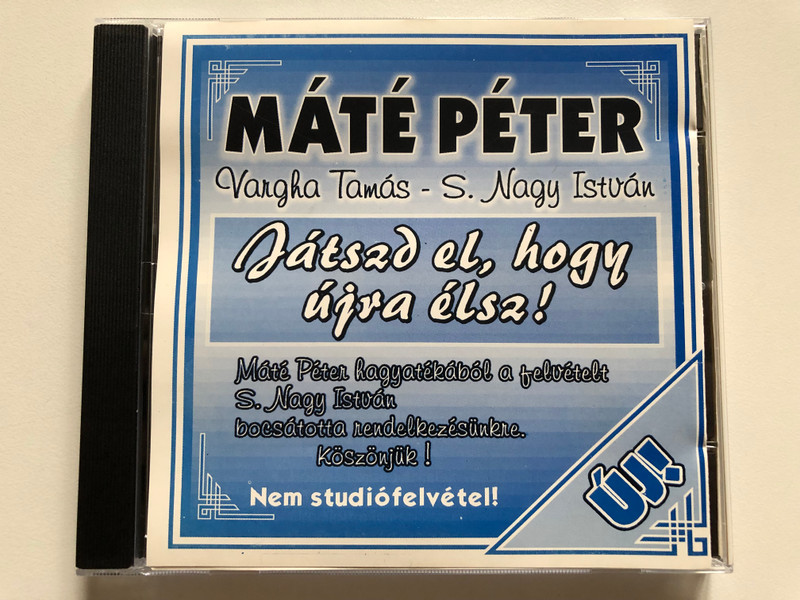 MÁTÉ PÉTER
Vargha Tamás - S. Nagy István
Játszd el, hogy
újra élsz!
Máté Péter hagyatékából a felvételt
S. Nagy István
bocsátotta rendelkezésünkre.
Köszönjük !
Nem studiófelvétel!
ÚJ!